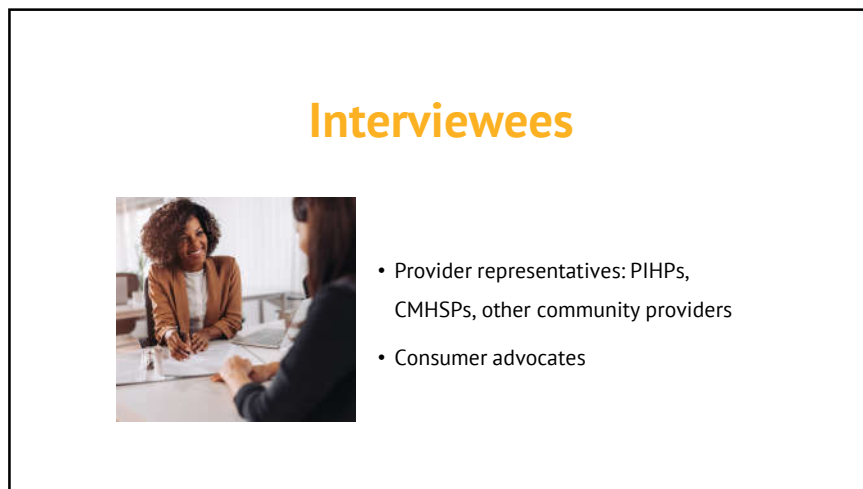 Interviewees
• Provider representatives: PIHPs,
CMHSPs, other community providers
• Consumer advocates